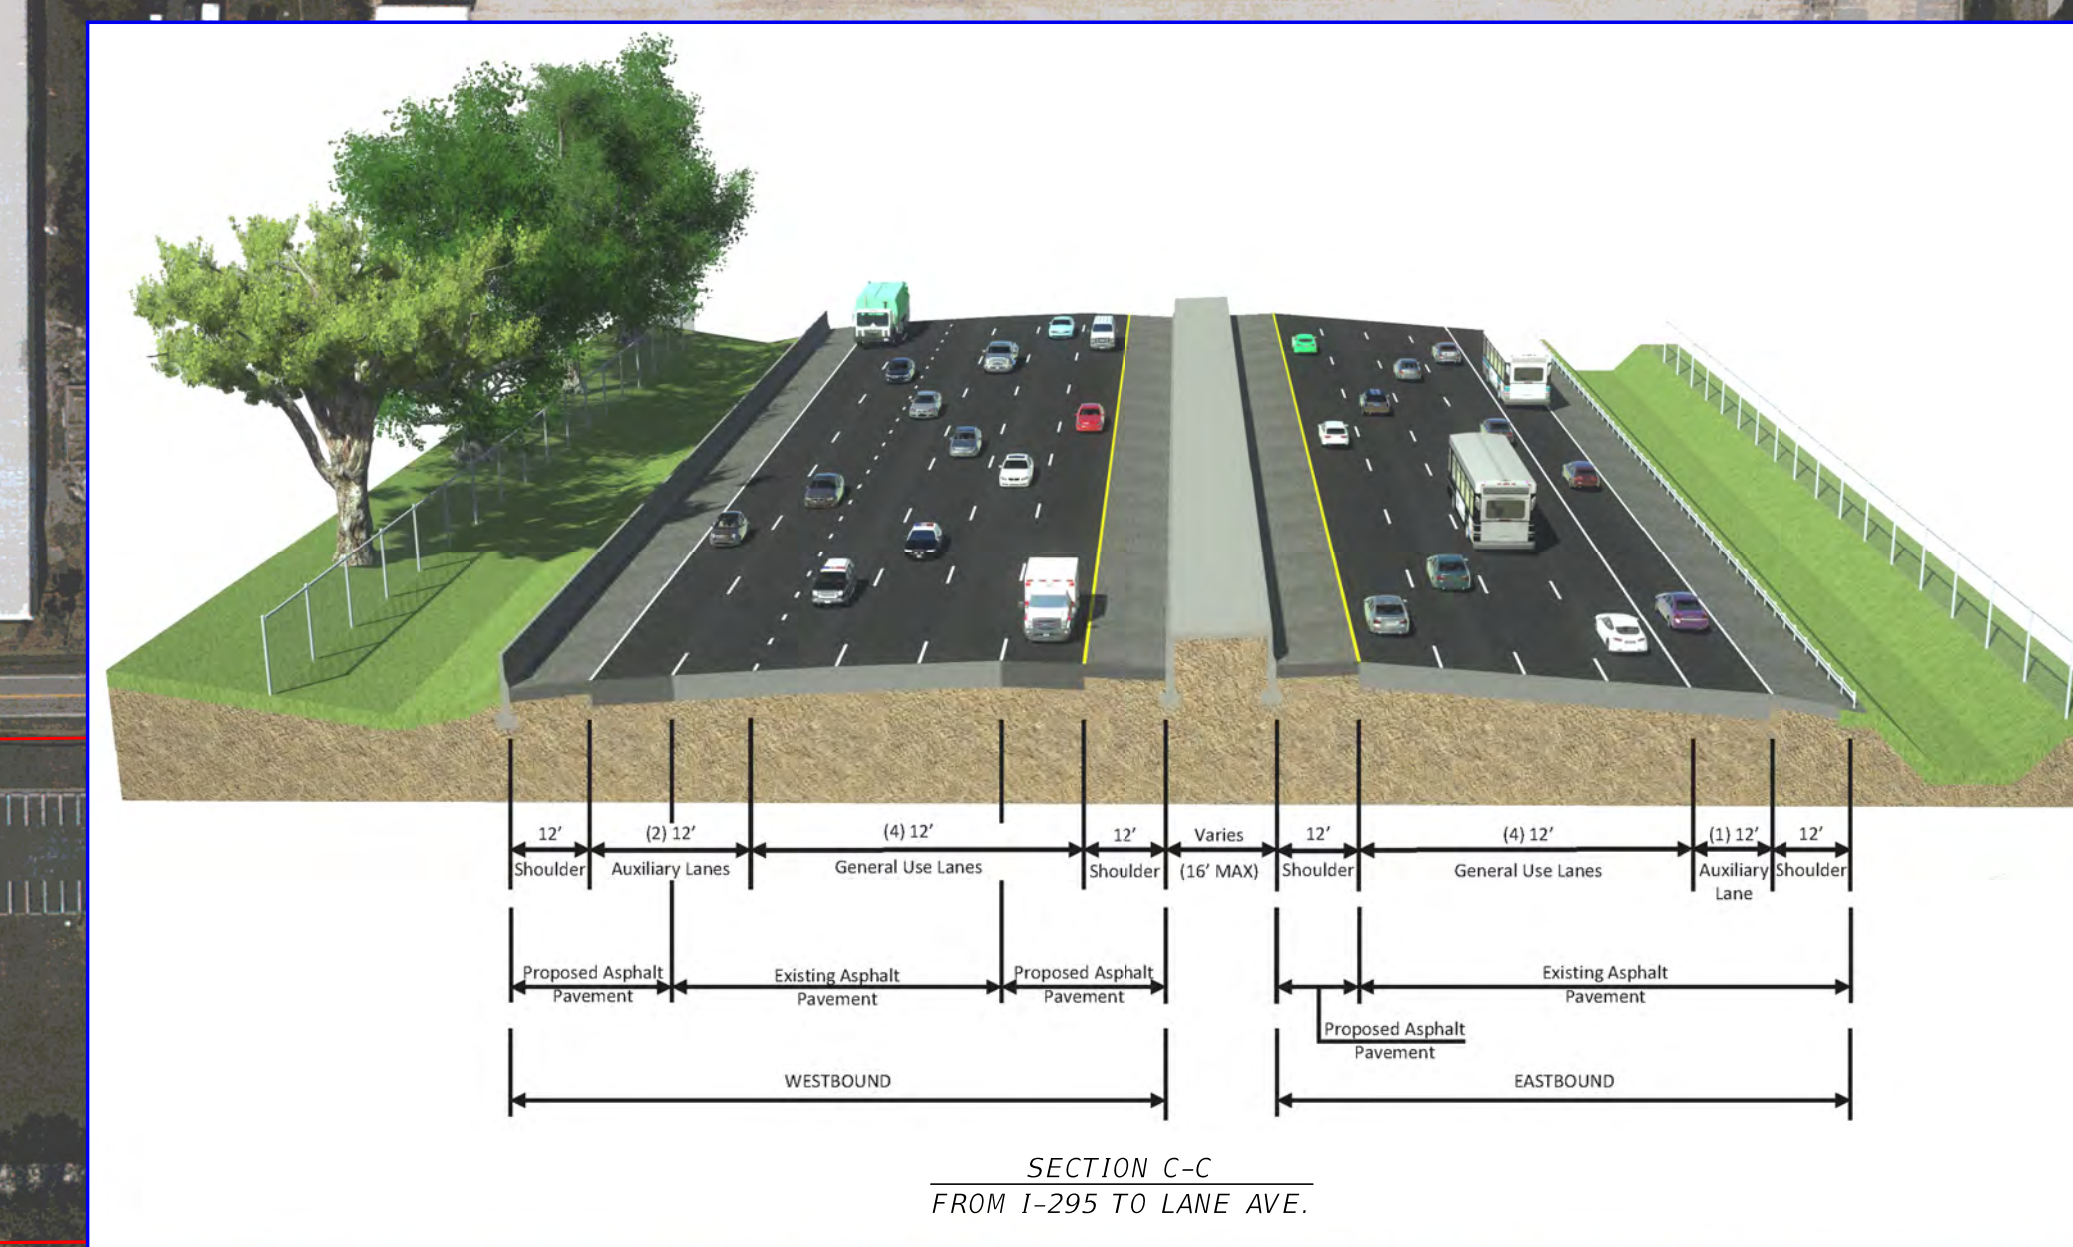 12’ (2) 12’ (4) 12’ 12’ Varies 12’ (4) 12’ (1) 12’ 12’
Shoulder Auxiliary Lanes General Use Lanes Shoulder (16’ MAX) Shoulder General Use Lanes Auxiliary Shoulder
Lane
Proposed Asphalt Existing Asphalt Proposed Asphalt Existing Asphalt
Pavement Pavement Pavement Pavement
Proposed Asphalt
Pavement
WESTBOUND EASTBOUND
SECTION C-C
FROM I-295 TO LANE AVE.